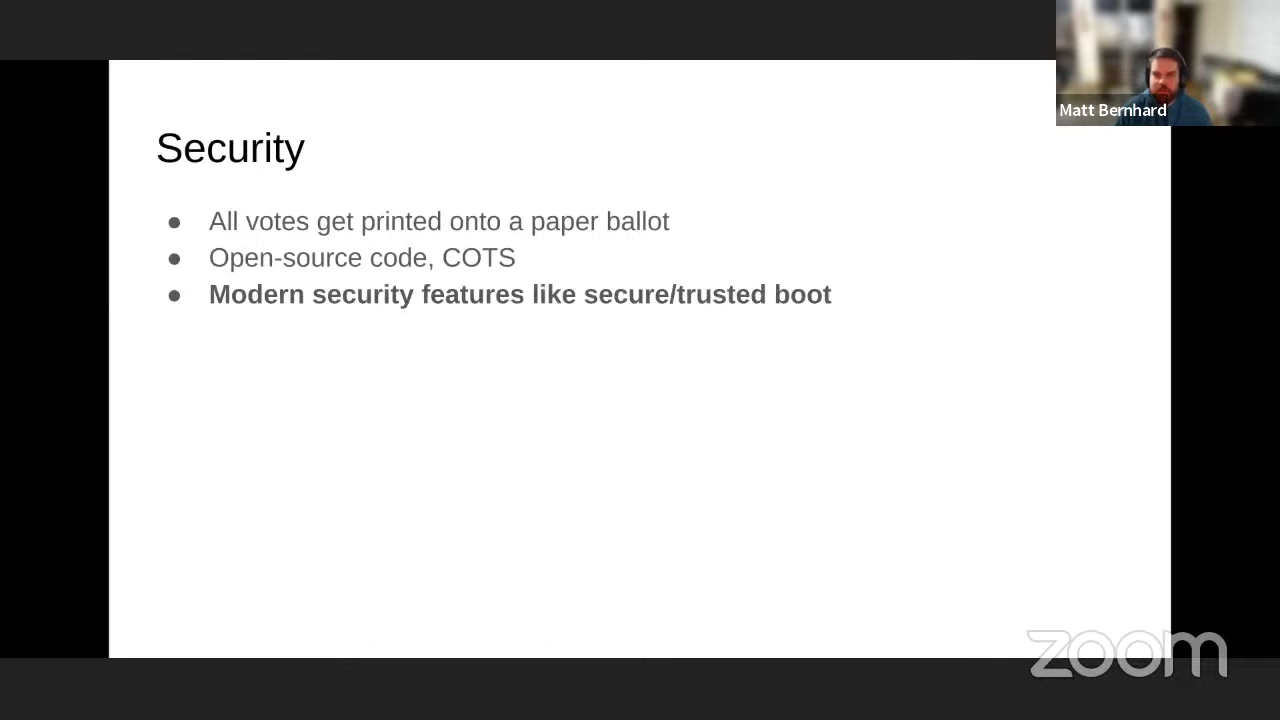 Matt Bernhard
Security
● All votes get printed onto a paper ballot
● Open-source code, COTS
● Modern security features like secure/trusted boot
zoom